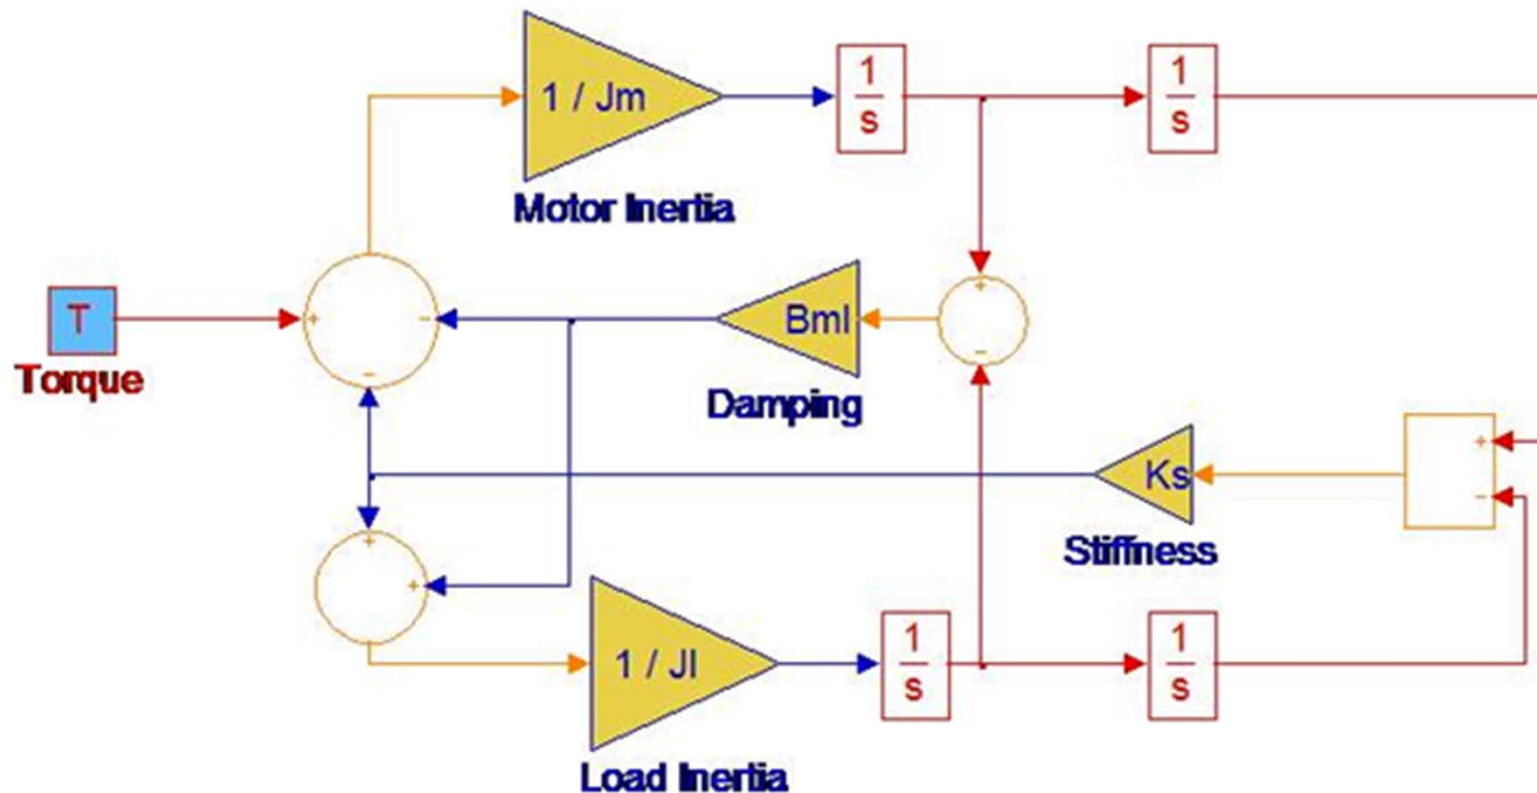 1 / Jm
1
s
1
s
Motor Inertia
+
T
+
-
Bml
-
-
Torque
Damping
+
Ks
-
+
Stiffness
+
1 / Jl
1
s
1
s
Load Inertia